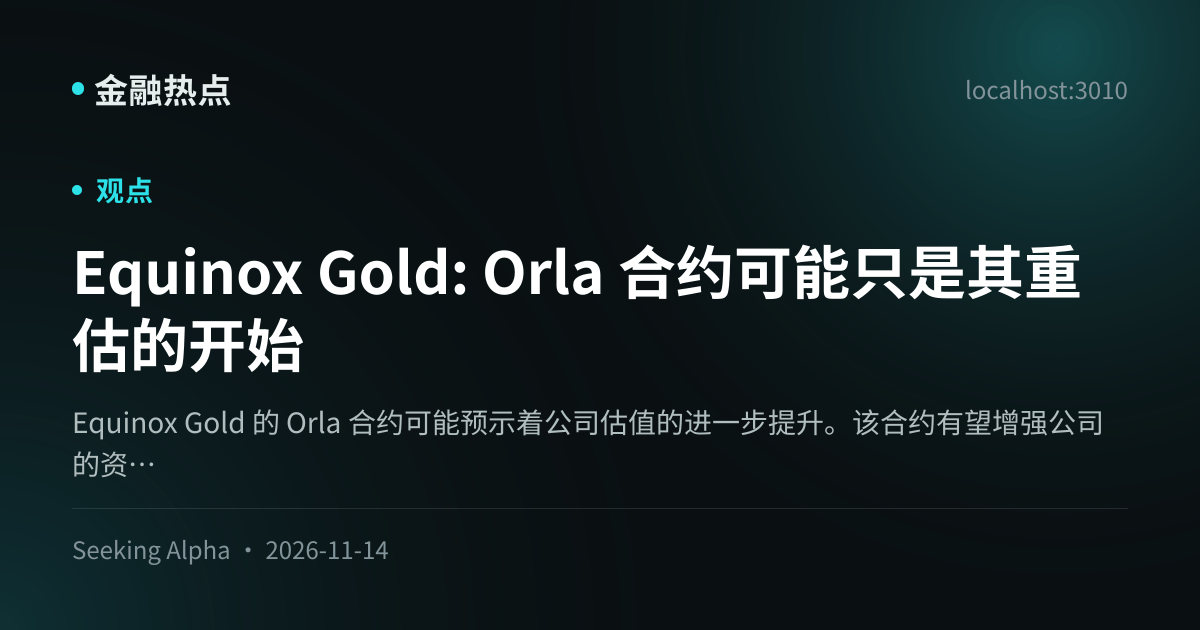 金融热点
localhost:3010
观点
Equinox Gold: Orla 合约可能只是其重
估的开始
Equinox Gold 的 Orla 合约可能预示着公司估值的进一步提升。该合约有望增强公司
的资…
Seeking Alpha • 2026-11-14